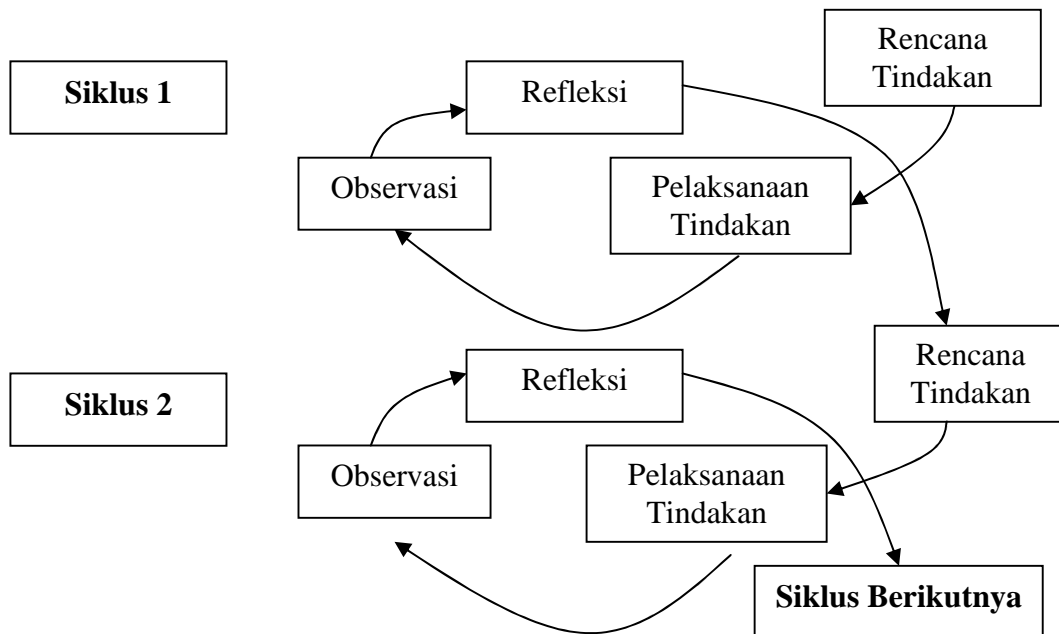 Rencana
Tindakan
Siklus 1
Refleksi
Observasi
Pelaksanaan
Tindakan
Rencana
Tindakan
Siklus 2
Refleksi
Observasi
Pelaksanaan
Tindakan
Siklus Berikutnya